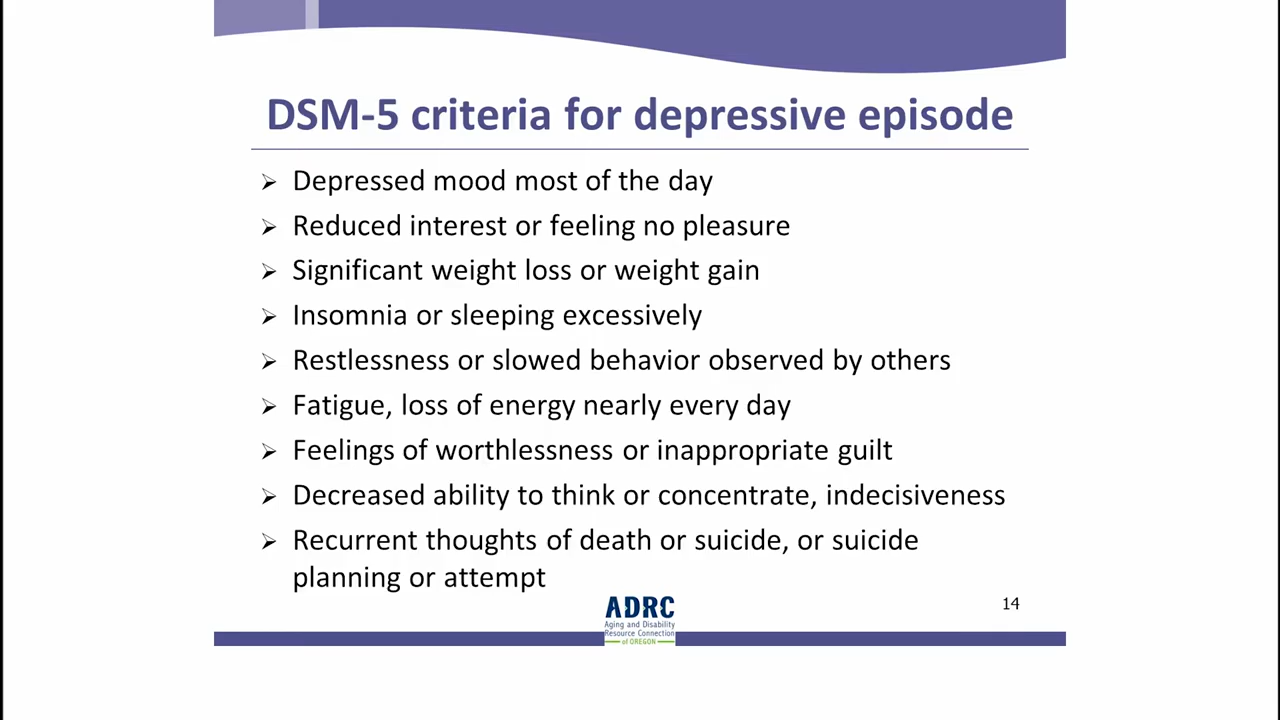 DSM-5 criteria for depressive episode
➢ Depressed mood most of the day
➢ Reduced interest or feeling no pleasure
➢ Significant weight loss or weight gain
➢ Insomnia or sleeping excessively
➢ Restlessness or slowed behavior observed by others
➢ Fatigue, loss of energy nearly every day
➢ Feelings of worthlessness or inappropriate guilt
➢ Decreased ability to think or concentrate, indecisiveness
➢ Recurrent thoughts of death or suicide, or suicide
planning or attempt
ADRC
Aging and Disability
Resource Connection
of OREGON
14